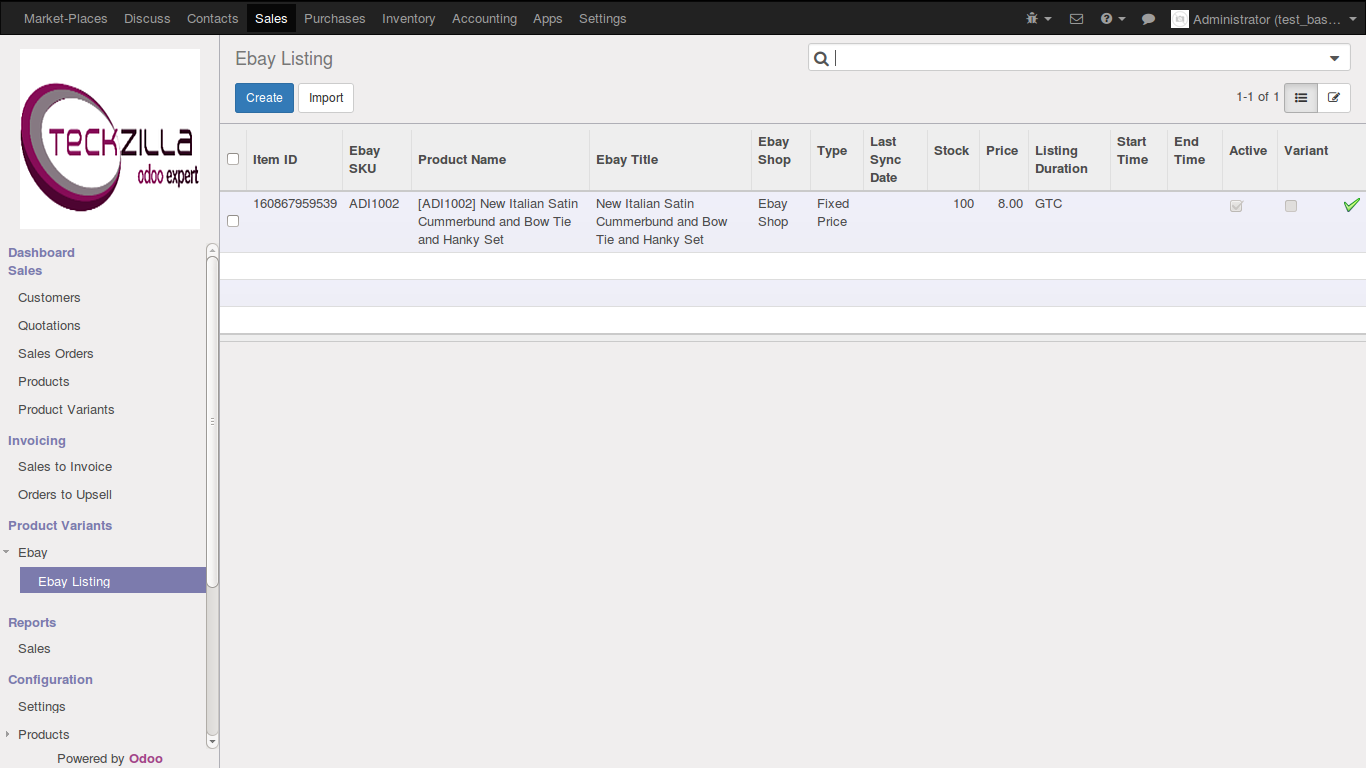 Market-Places Discuss Contacts Sales Purchases Inventory Accounting Apps Settings Administrator (test_bas…
TECKZILLA
odoo expert
Dashboard
Sales
Customers
Quotations
Sales Orders
Products
Product Variants
Invoicing
Sales to Invoice
Orders to Upsell
Product Variants
Ebay
Ebay Listing
Reports
Sales
Configuration
Settings
Products
Powered by Odoo
Ebay Listing
Create Import 1-1 of 1
Item ID Ebay SKU Product Name Ebay Title Ebay Shop Type Last Sync Date Stock Price Listing Duration Start Time End Time Active Variant
160867959539 ADI1002 [ADI1002] New Italian Satin New Italian Satin Ebay Fixed 100 8.00 GTC
Cummerbund and Bow Tie Cummerbund and Bow Shop Price
and Hanky Set Tie and Hanky Set